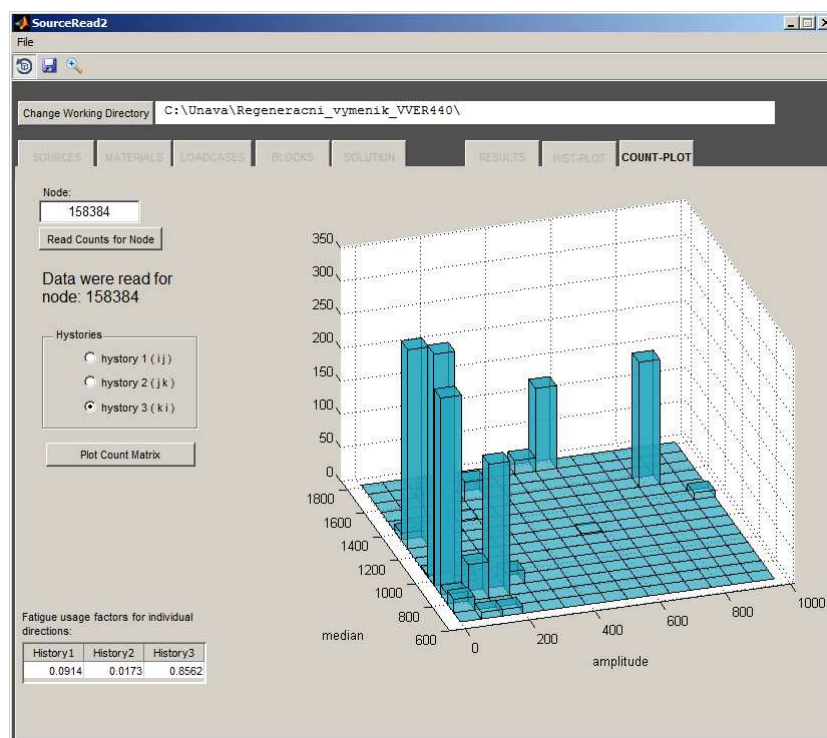 SourceRead2
File
Change Working Directory C:\Unava\Regeneracni_vymenik_VVER440\
SOURCES MATERIALS LOADCASES BLOCKS SOLUTION RESULTS HIST-PLOT COUNT-PLOT
Node:
158384
Read Counts for Node
Data were read for
node: 158384
Hystories
hystory 1 ( i j )
hystory 2 ( j k )
hystory 3 ( k i )
Plot Count Matrix
350
300
250
200
150
100
50
0
1800
1600
1400
1200
1000
800
600
median
0
200
400
600
800
1000
amplitude
Fatigue usage factors for individual
directions:
History1 History2 History3
0.0914 0.0173 0.8562